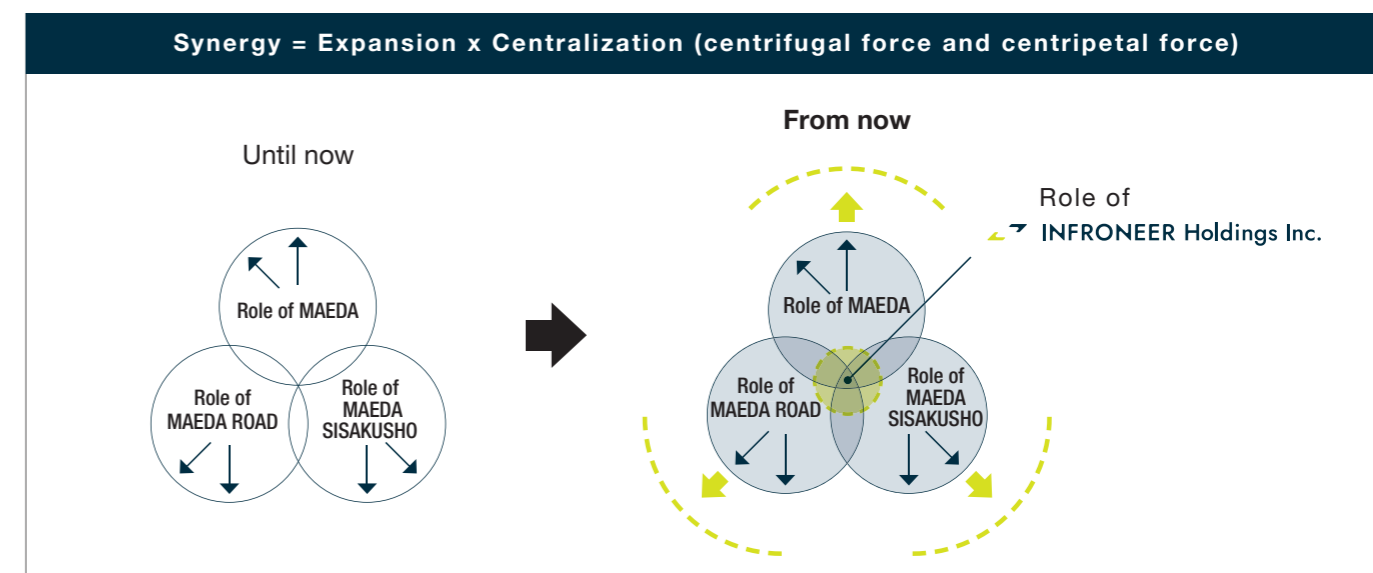 Synergy = Expansion x Centralization (centrifugal force and centripetal force)
Until now
Role of MAEDA
Role of
MAEDA ROAD
Role of
MAEDA
SISAKUSHO
From now
Role of
INFRONEER Holdings Inc.
Role of MAEDA
Role of
MAEDA ROAD
Role of
MAEDA
SISAKUSHO